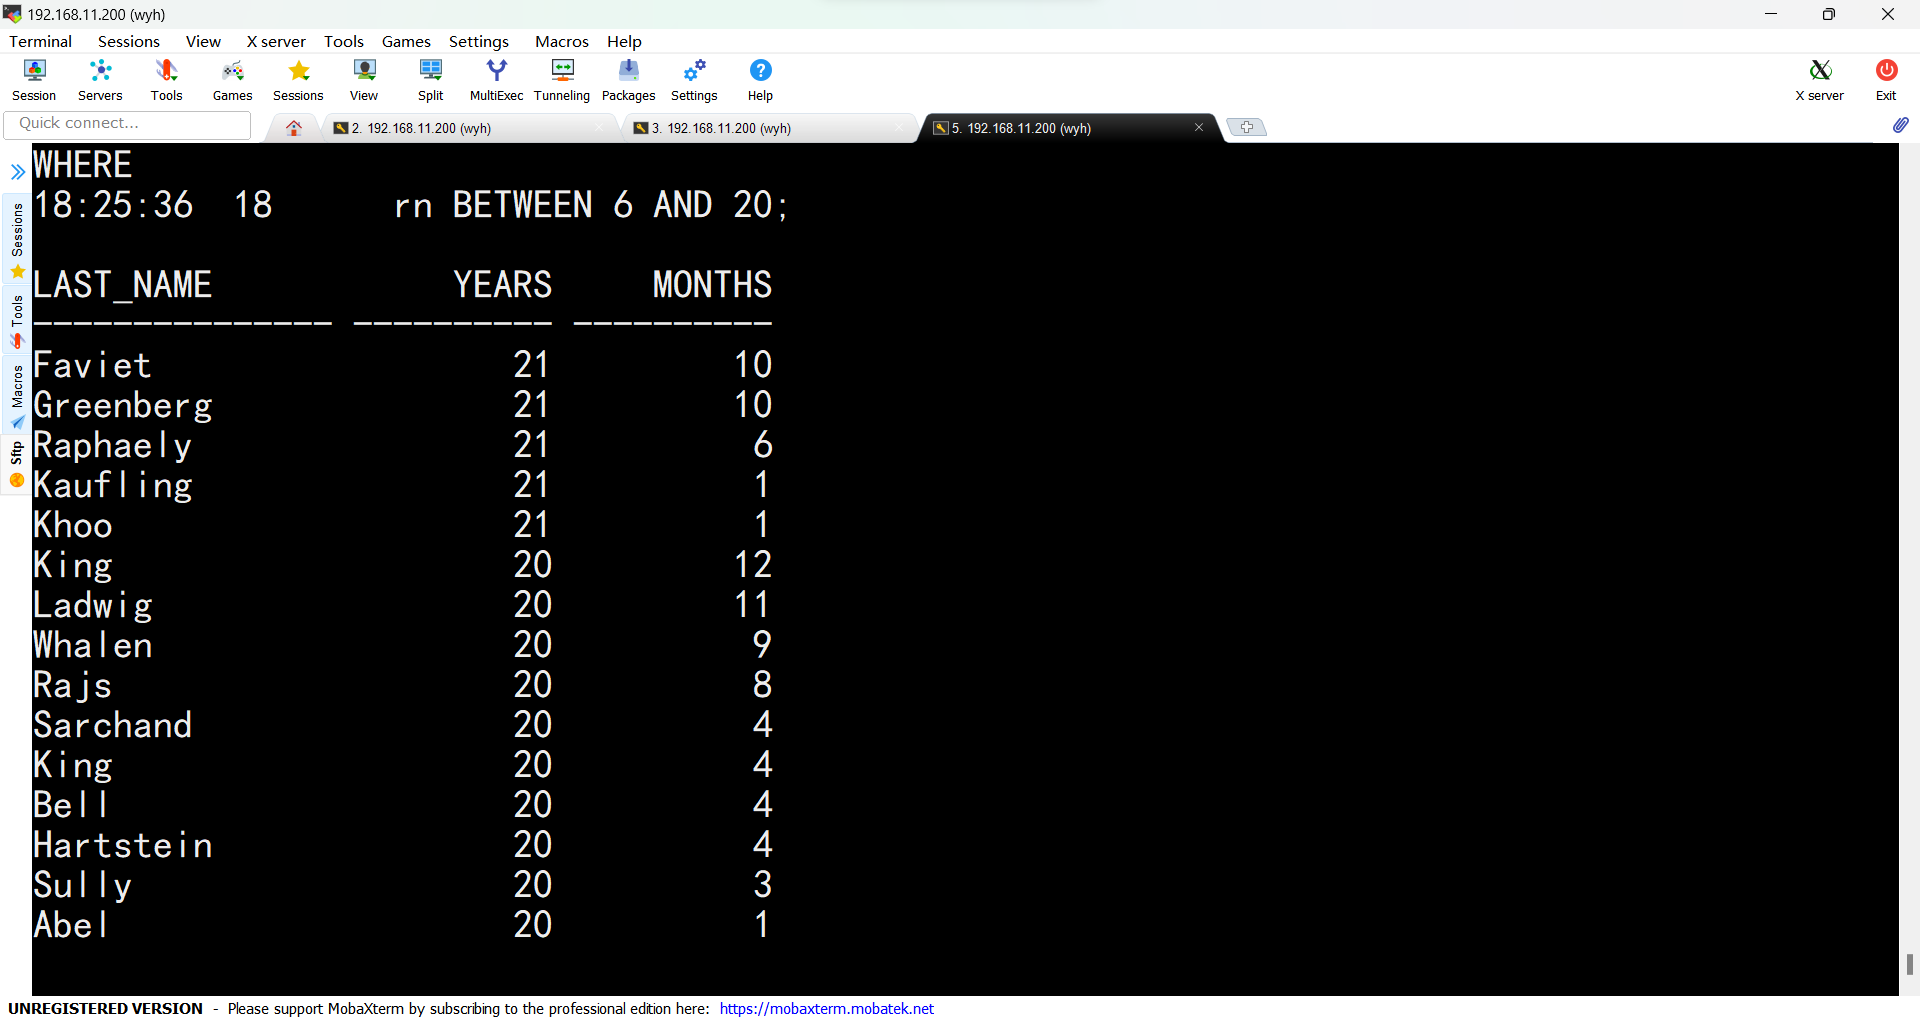 192.168.11.200 (wyh)
Terminal Sessions View X server Tools Games Settings Macros Help
Session Servers Tools Games Sessions View Split MultiExec Tunneling Packages Settings Help X server Exit
Quick connect... 2. 192.168.11.200 (wyh) 3. 192.168.11.200 (wyh) 5. 192.168.11.200 (wyh)
Sessions
Tools
Macros
Sftp
WHERE
18:25:36  18      rn BETWEEN 6 AND 20;
LAST_NAME            YEARS     MONTHS
--------------- ---------- ----------
Faviet                  21         10
Greenberg               21         10
Raphaely                21          6
Kaufling                21          1
Khoo                    21          1
King                    20         12
Ladwig                  20         11
Whalen                  20          9
Rajs                    20          8
Sarchand                20          4
King                    20          4
Bell                    20          4
Hartstein               20          4
Sully                   20          3
Abel                    20          1
UNREGISTERED VERSION - Please support MobaXterm by subscribing to the professional edition here: https://mobaxterm.mobatek.net